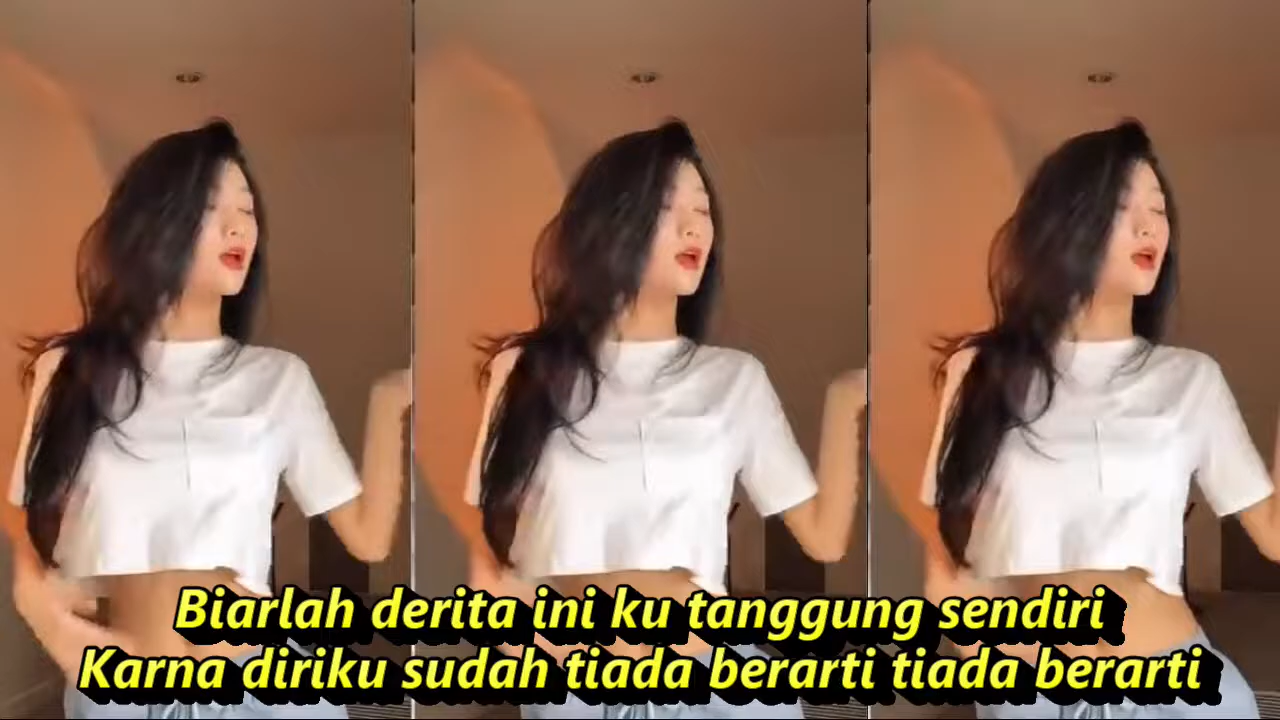 Biarlah derita ini ku tanggung sendiri
Karna diriku sudah tiada berarti tiada berarti